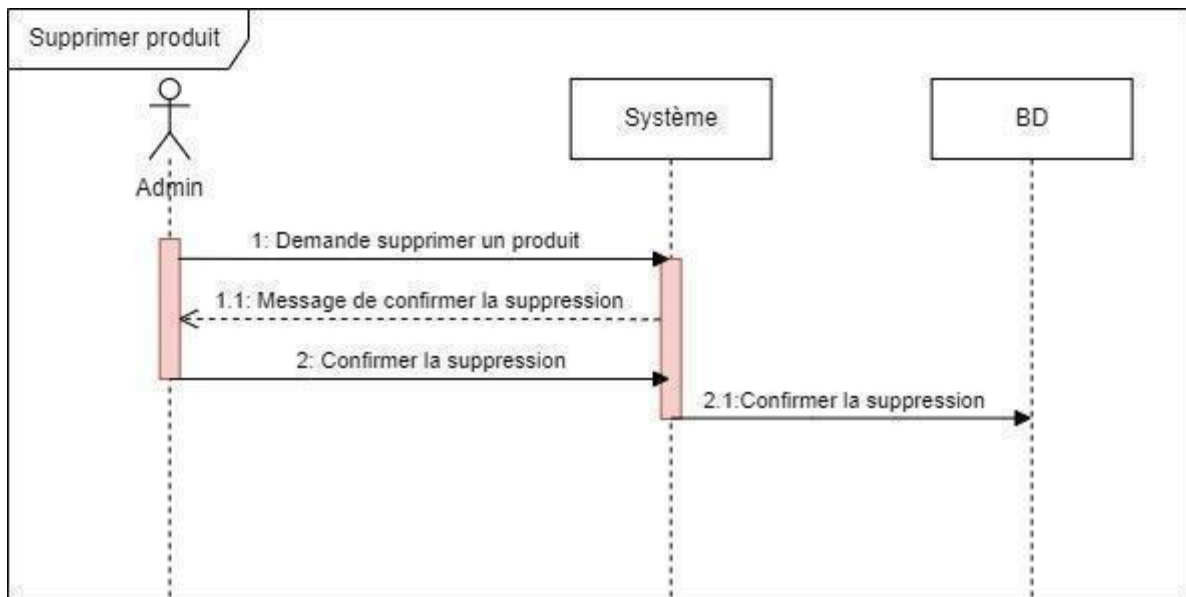 Supprimer produit
Système
BD
Admin
1: Demande supprimer un produit
1.1: Message de confirmer la suppression
2: Confirmer la suppression
2.1:Confirmer la suppression